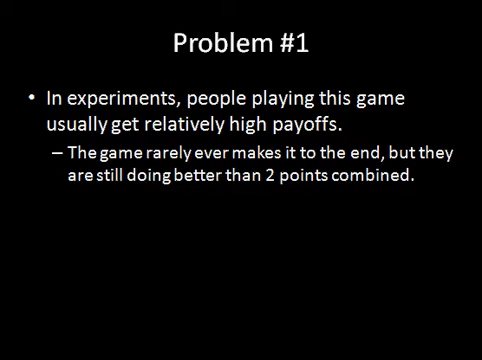 Problem #1
• In experiments, people playing this game
usually get relatively high payoffs.
– The game rarely ever makes it to the end, but they
are still doing better than 2 points combined.